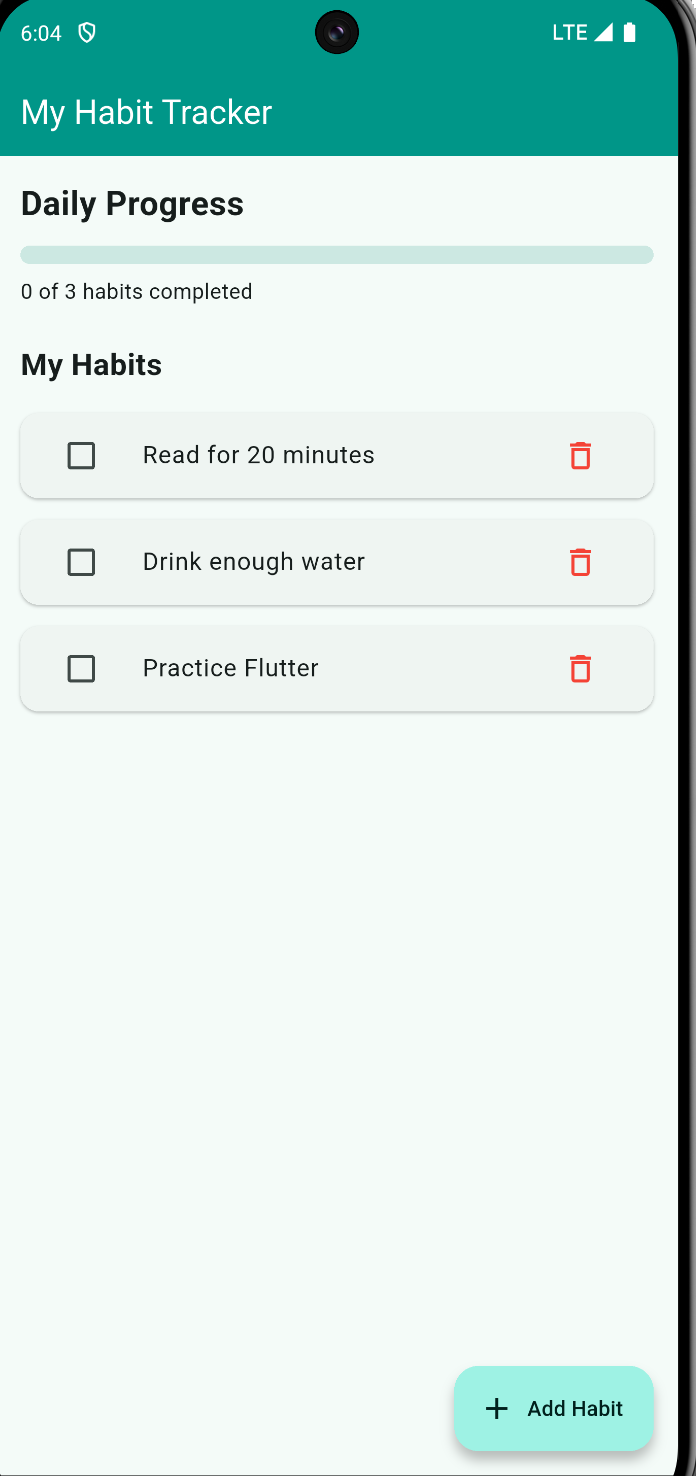 6:04 LTE
My Habit Tracker
Daily Progress
0 of 3 habits completed
My Habits
Read for 20 minutes
Drink enough water
Practice Flutter
Add Habit